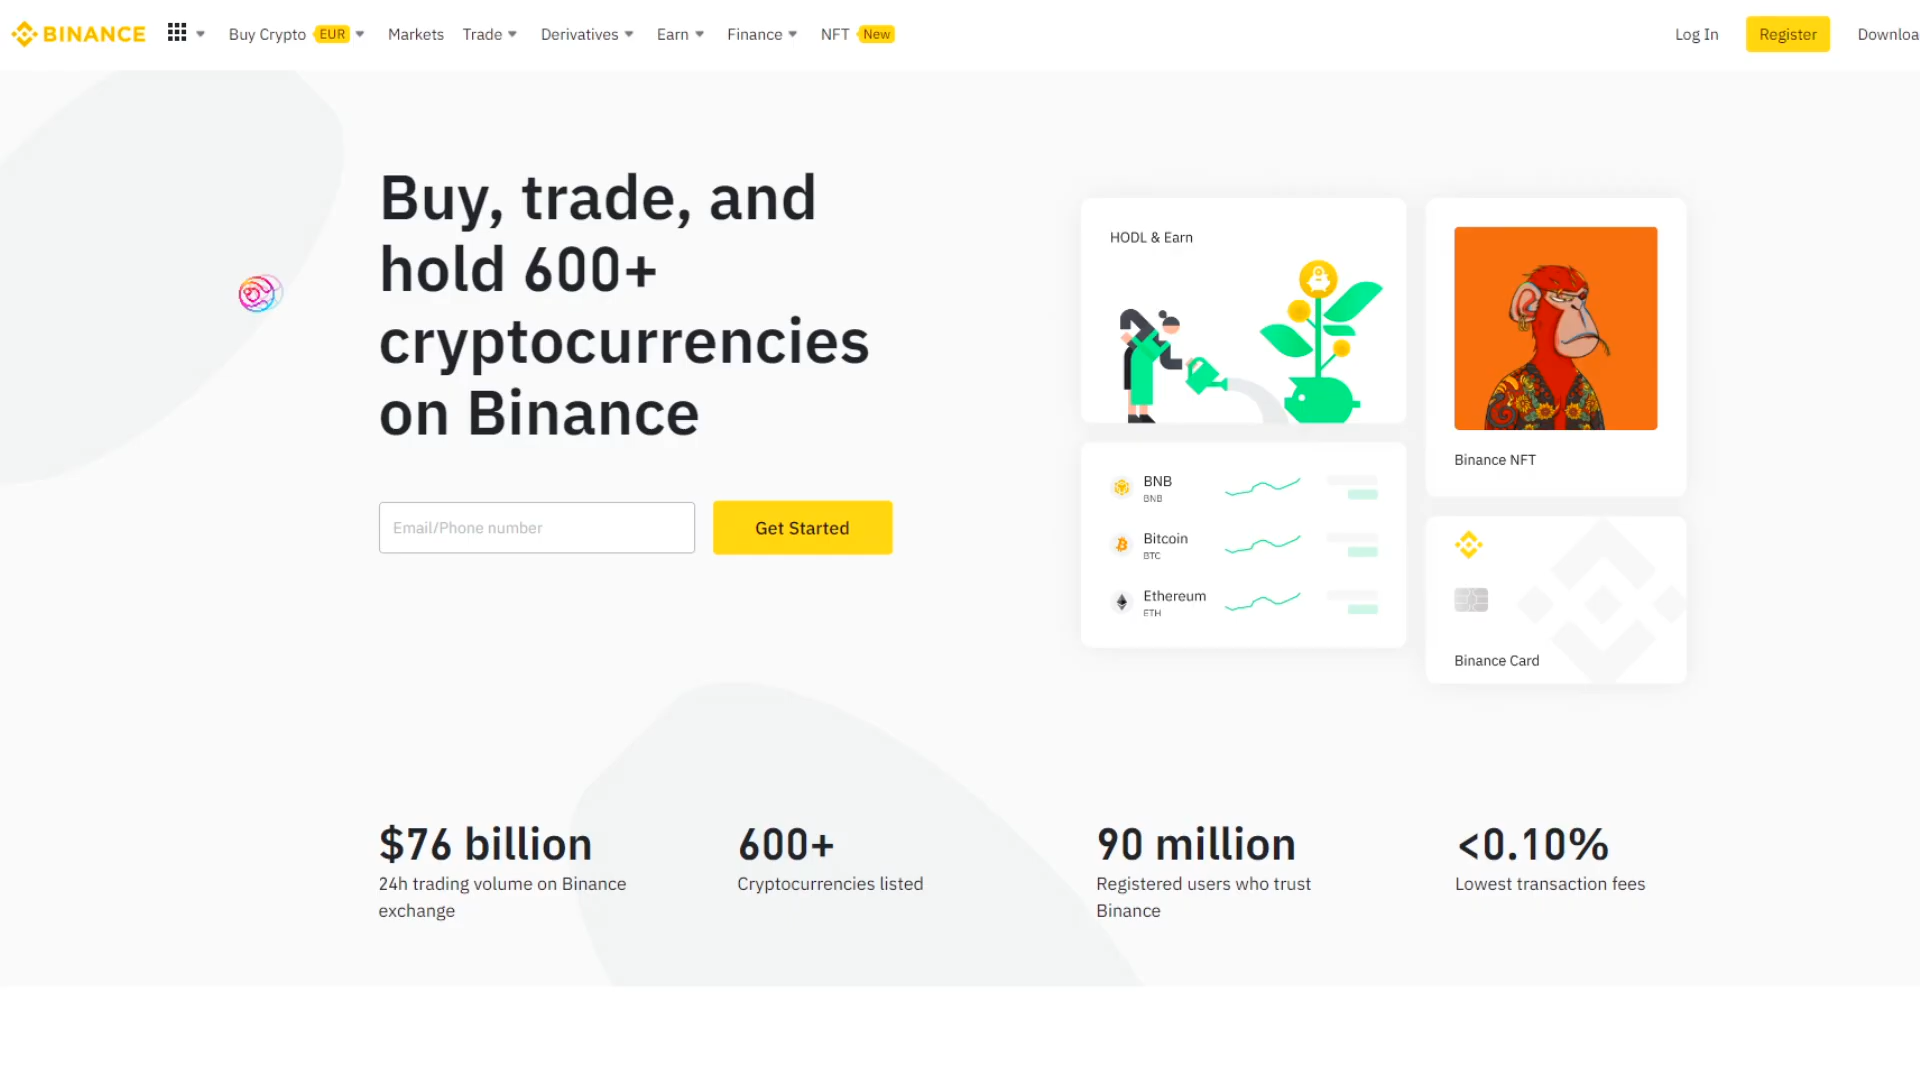 BINANCE
Buy Crypto EUR
Markets
Trade
Derivatives
Earn
Finance
NFT New
Log In
Register
Downloa
Buy, trade, and
hold 600+
cryptocurrencies
on Binance
Email/Phone number
Get Started
HODL & Earn
BNB
BNB
Bitcoin
BTC
Ethereum
ETH
Binance NFT
Binance Card
$76 billion
24h trading volume on Binance
exchange
600+
Cryptocurrencies listed
90 million
Registered users who trust
Binance
<0.10%
Lowest transaction fees